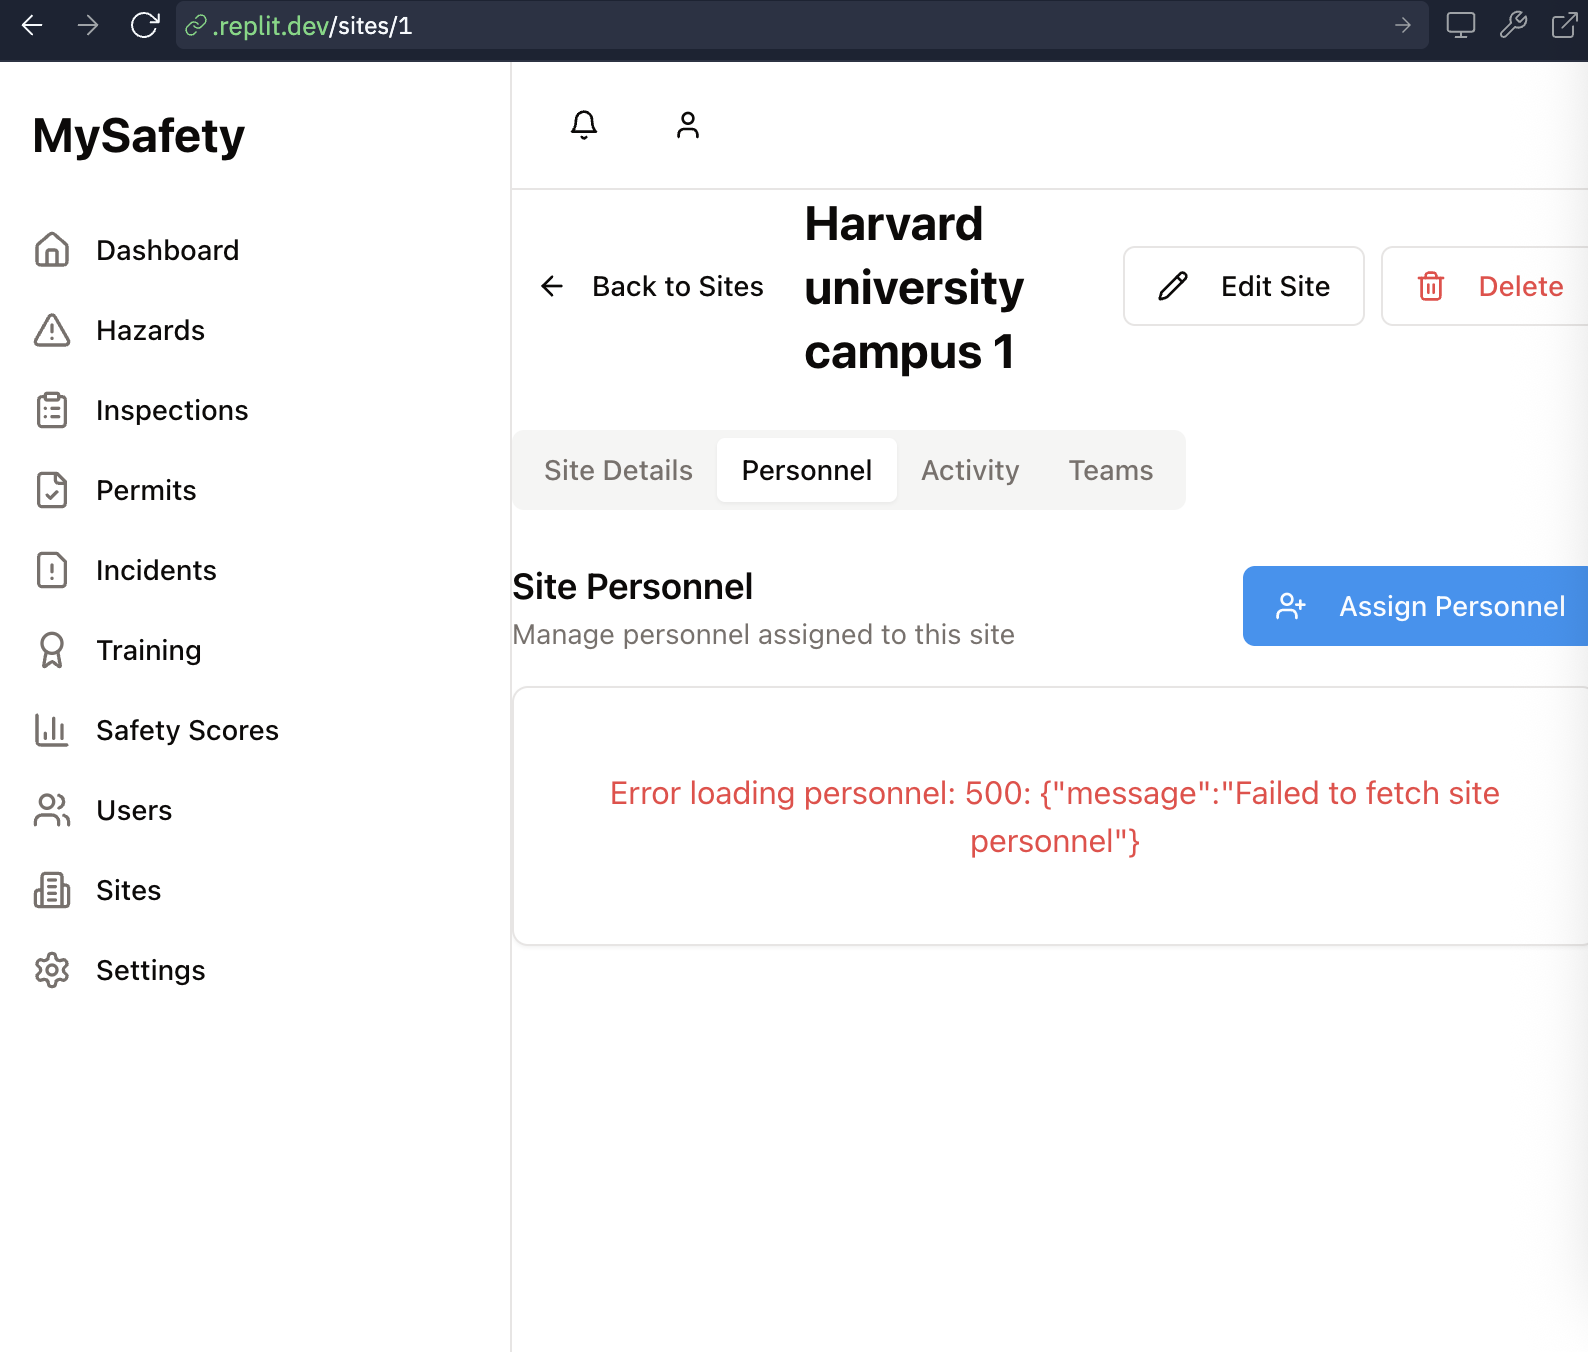 .replit.dev/sites/1
MySafety
Dashboard
Hazards
Inspections
Permits
Incidents
Training
Safety Scores
Users
Sites
Settings
Back to Sites
Harvard
university
campus 1
Edit Site
Delete
Site Details Personnel Activity Teams
Site Personnel
Manage personnel assigned to this site
Assign Personnel
Error loading personnel: 500: {"message":"Failed to fetch site
personnel"}